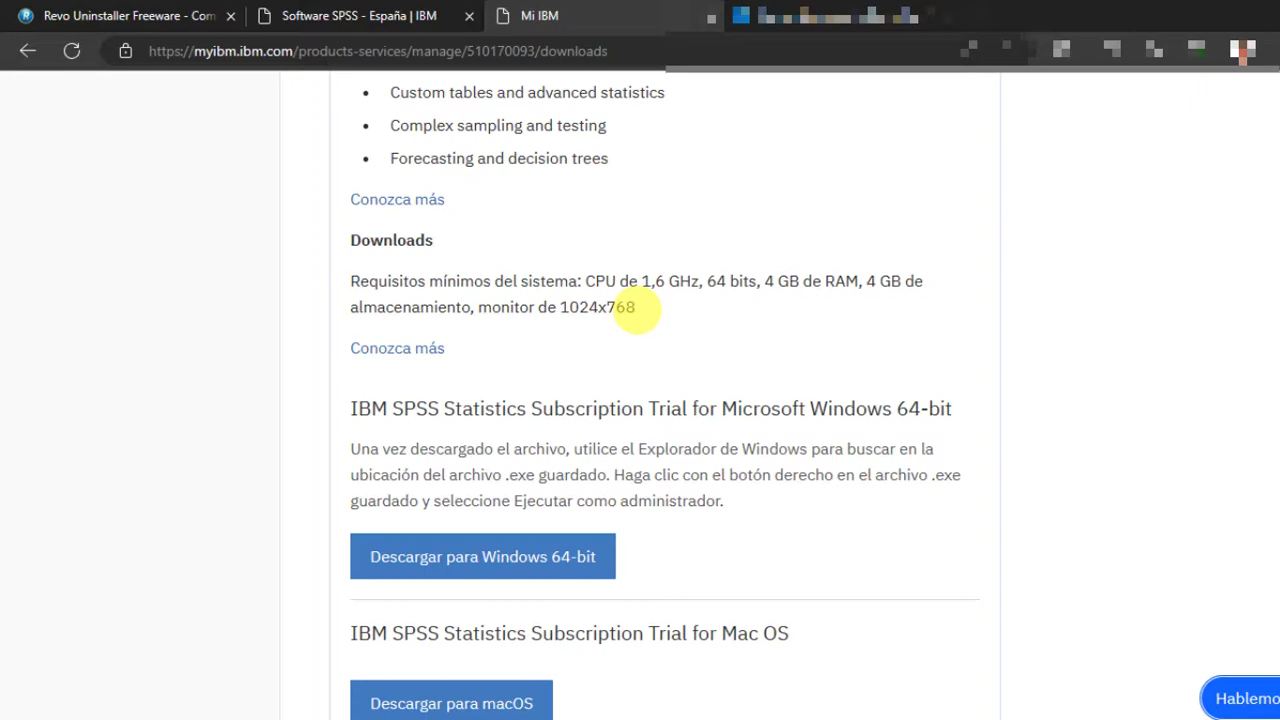 Revo Uninstaller Freeware - Com
Software SPSS - España | IBM
Mi IBM
https://myibm.ibm.com/products-services/manage/510170093/downloads
• Custom tables and advanced statistics
• Complex sampling and testing
• Forecasting and decision trees
Conozca más
Downloads
Requisitos mínimos del sistema: CPU de 1,6 GHz, 64 bits, 4 GB de RAM, 4 GB de
almacenamiento, monitor de 1024x768
Conozca más
IBM SPSS Statistics Subscription Trial for Microsoft Windows 64-bit
Una vez descargado el archivo, utilice el Explorador de Windows para buscar en la
ubicación del archivo .exe guardado. Haga clic con el botón derecho en el archivo .exe
guardado y seleccione Ejecutar como administrador.
Descargar para Windows 64-bit
IBM SPSS Statistics Subscription Trial for Mac OS
Descargar para macOS
Hablemo